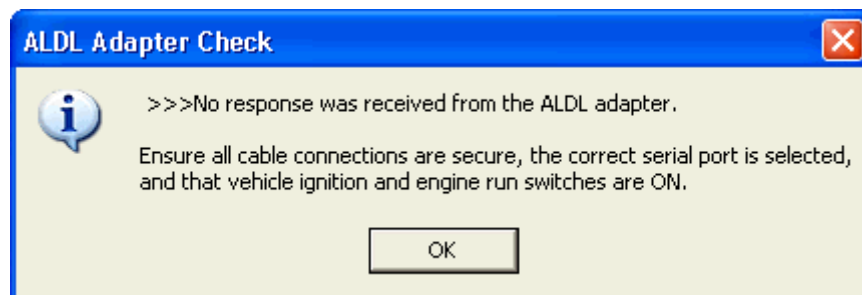 ALDL Adapter Check
>>>No response was received from the ALDL adapter.
Ensure all cable connections are secure, the correct serial port is selected,
and that vehicle ignition and engine run switches are ON.
OK